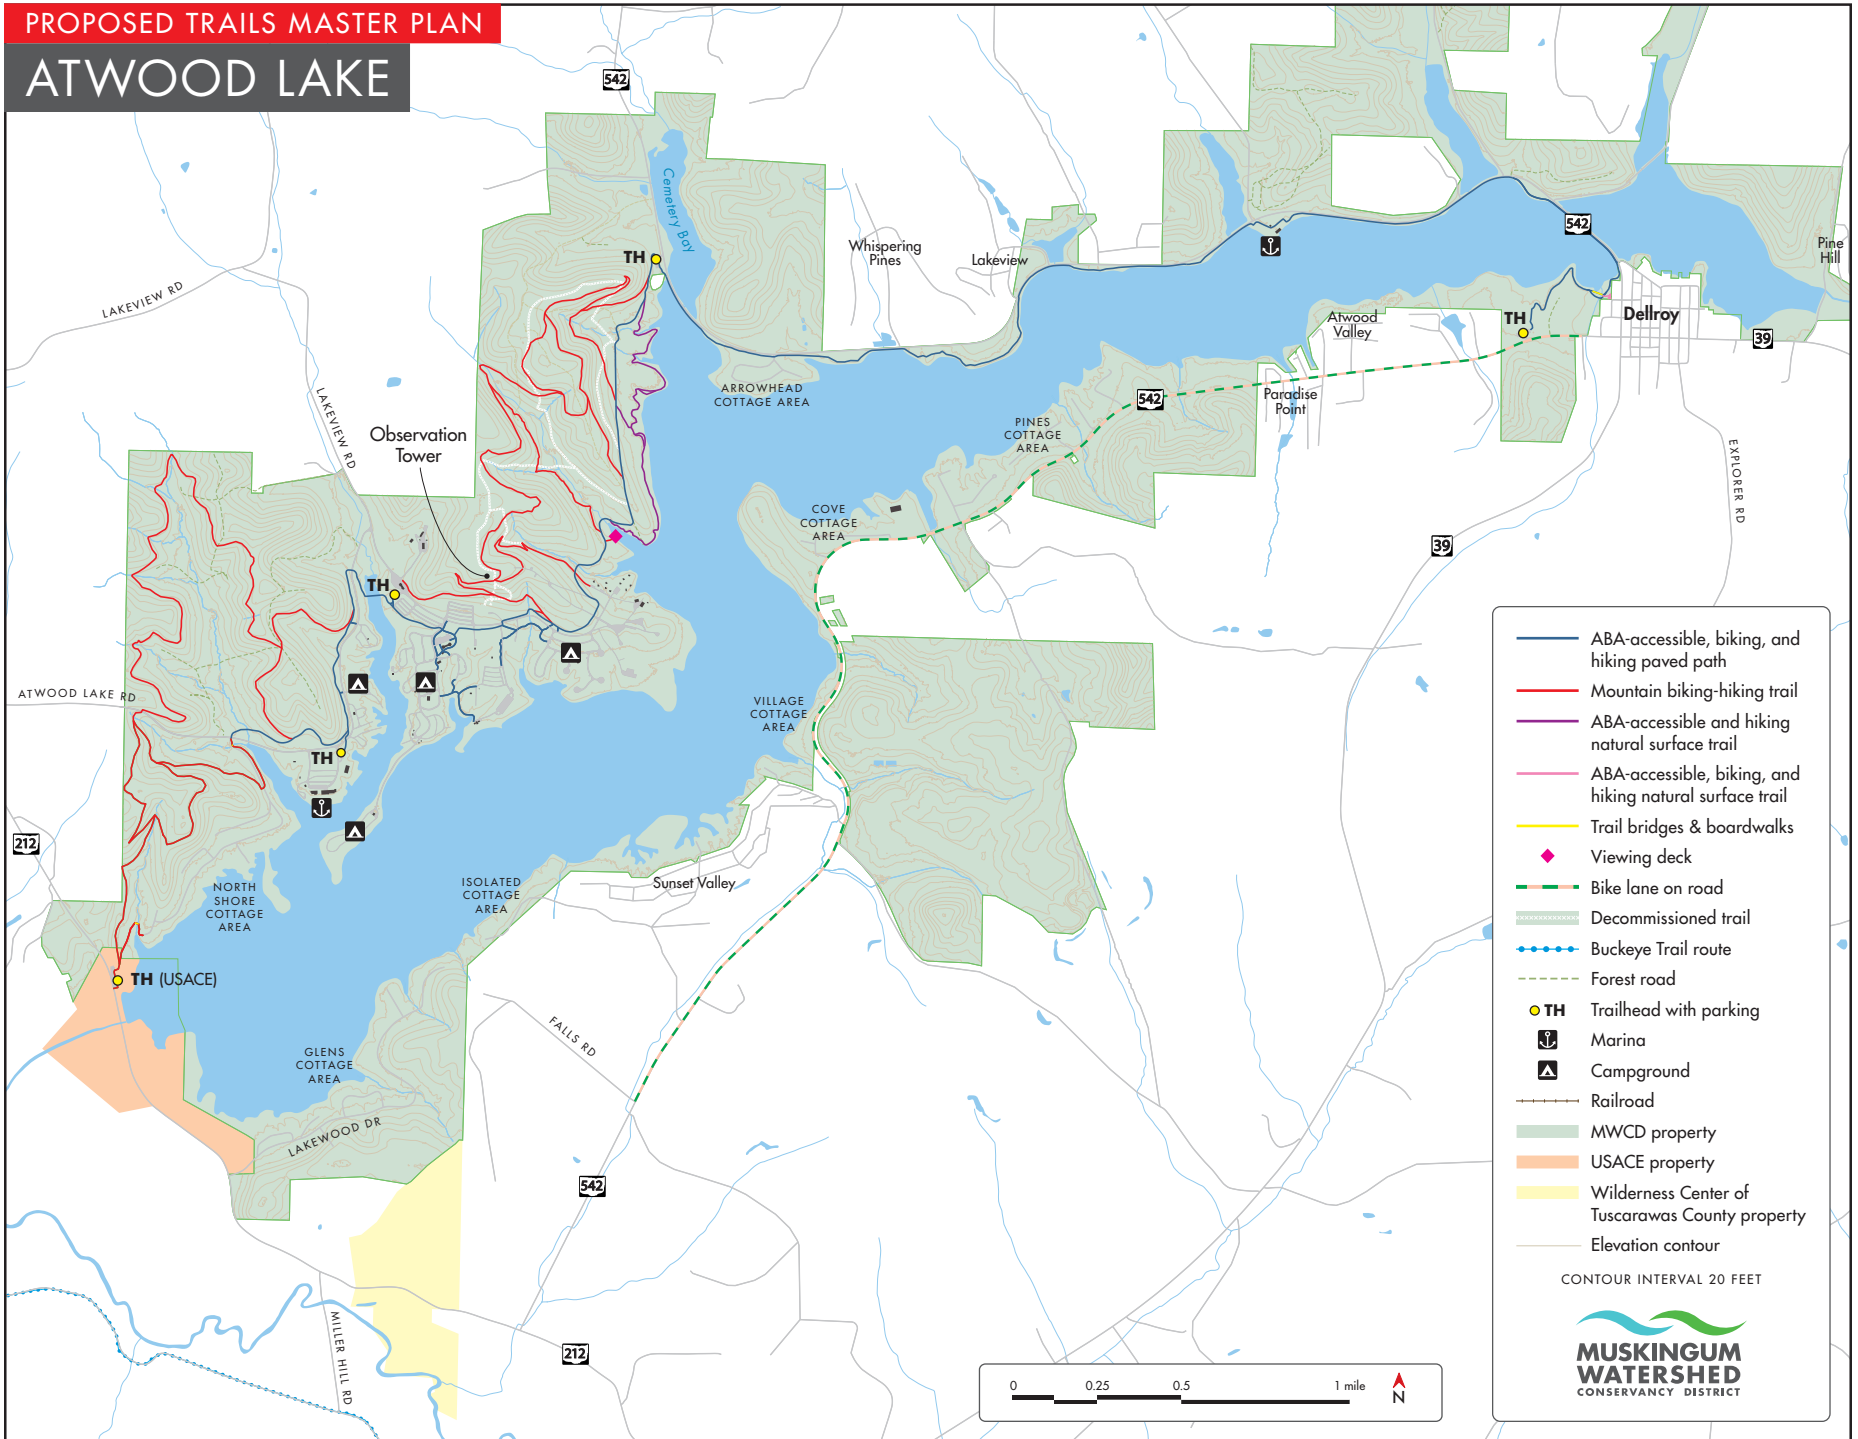 PROPOSED TRAILS MASTER PLAN
ATWOOD LAKE
542
Cemetery Bay
TH
Whispering
Pines
Lakeview
542
Pine
Hill
LAKEVIEW RD
Atwood
Valley
TH
Dellroy
39
ARROWHEAD
COTTAGE AREA
542
Paradise
Point
LAKEVIEW RD
Observation
Tower
PINES
COTTAGE
AREA
EXPLORER RD
COVE
COTTAGE
AREA
39
TH
ATWOOD LAKE RD
VILLAGE
COTTAGE
AREA
TH
212
NORTH
SHORE
COTTAGE
AREA
ISOLATED
COTTAGE
AREA
Sunset Valley
TH (USACE)
FALLS RD
GLENS
COTTAGE
AREA
LAKEWOOD DR
542
MILLER HILL RD
212
ABA-accessible, biking, and
hiking paved path
Mountain biking-hiking trail
ABA-accessible and hiking
natural surface trail
ABA-accessible, biking, and
hiking natural surface trail
Trail bridges & boardwalks
Viewing deck
Bike lane on road
Decommissioned trail
Buckeye Trail route
Forest road
TH Trailhead with parking
Marina
Campground
Railroad
MWCD property
USACE property
Wilderness Center of
Tuscarawas County property
Elevation contour
CONTOUR INTERVAL 20 FEET
MUSKINGUM
WATERSHED
CONSERVANCY DISTRICT
0 0.25 0.5 1 mile
N